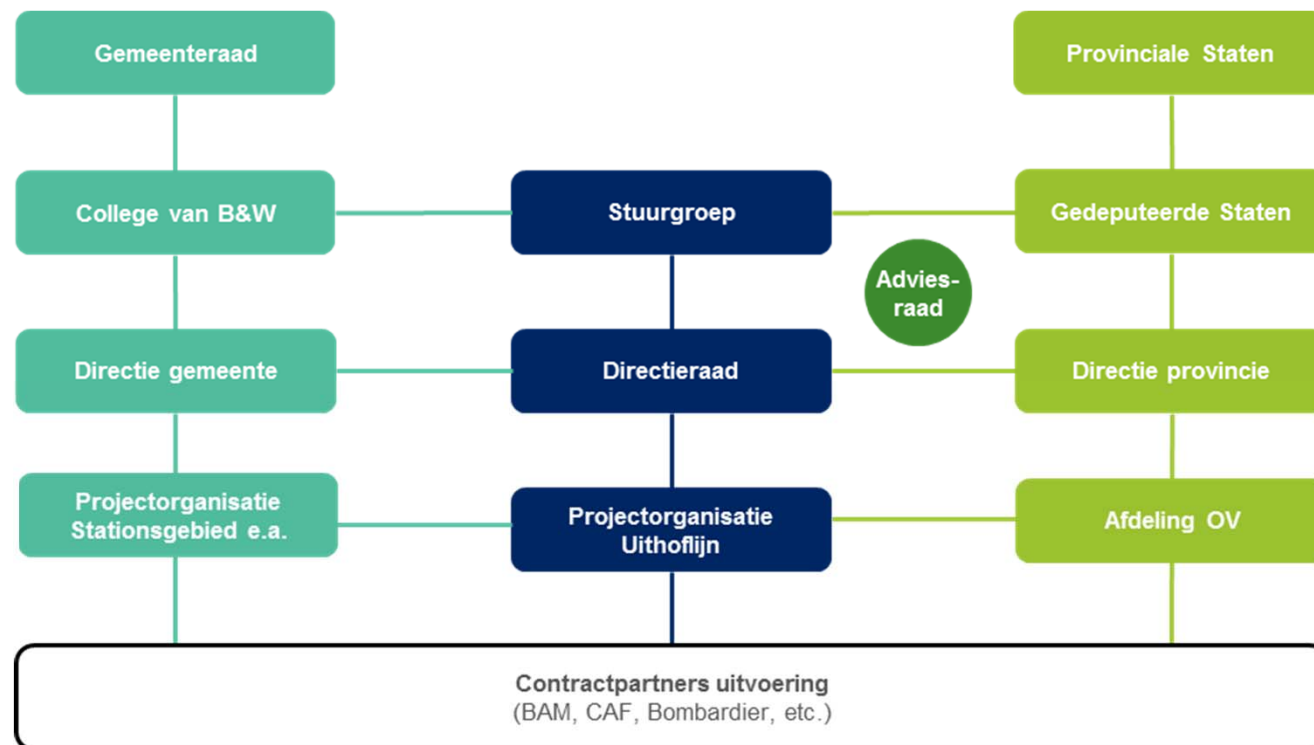 Gemeenteraad
Provinciale Staten
College van B&W
Stuurgroep
Gedeputeerde Staten
Advies-
raad
Directie gemeente
Directieraad
Directie provincie
Projectorganisatie
Stationsgebied e.a.
Projectorganisatie
Uithoflijn
Afdeling OV
Contractpartners uitvoering
(BAM, CAF, Bombardier, etc.)